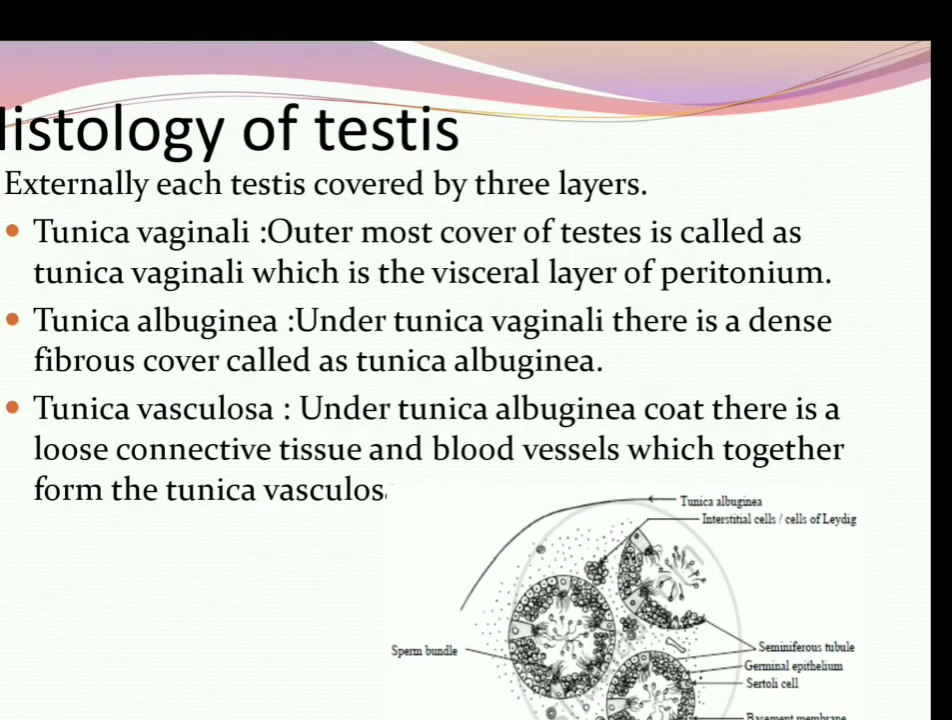 istology of testis
Externally each testis covered by three layers.
Tunica vaginali :Outer most cover of testes is called as
tunica vaginali which is the visceral layer of peritonium.
Tunica albuginea :Under tunica vaginali there is a dense
fibrous cover called as tunica albuginea.
Tunica vasculosa : Under tunica albuginea coat there is a
loose connective tissue and blood vessels which together
form the tunica vasculosa
Tunica albuginea
Interstitial cells / cells of Leydig
Sperm bundle
Seminiferous tubule
Germinal epithelium
Sertoli cell
Basement membrane